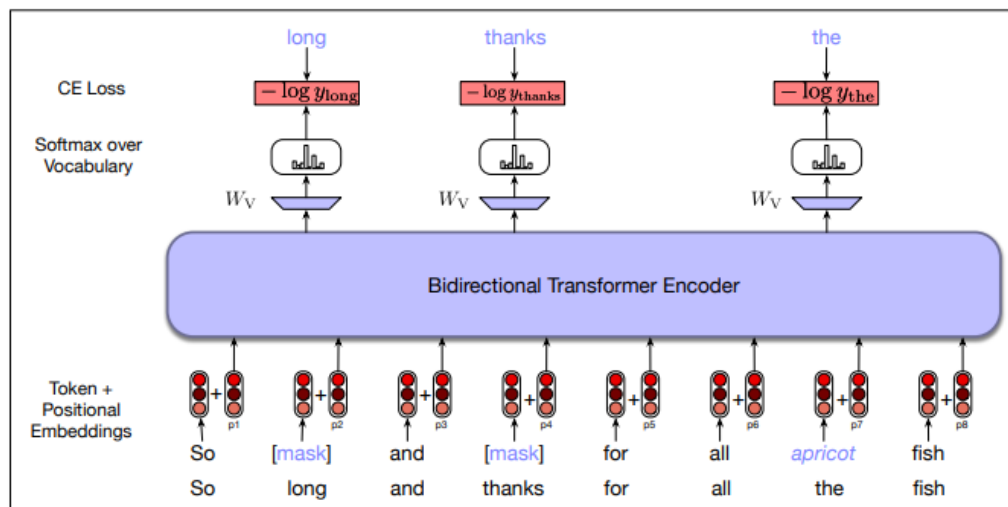 long thanks the
CE Loss − log y_long − log y_thanks − log y_the
Softmax over
Vocabulary
W_V W_V W_V
Bidirectional Transformer Encoder
Token +
Positional
Embeddings
+ + + + + + + +
p1 p2 p3 p4 p5 p6 p7 p8
So [mask] and [mask] for all apricot fish
So long and thanks for all the fish